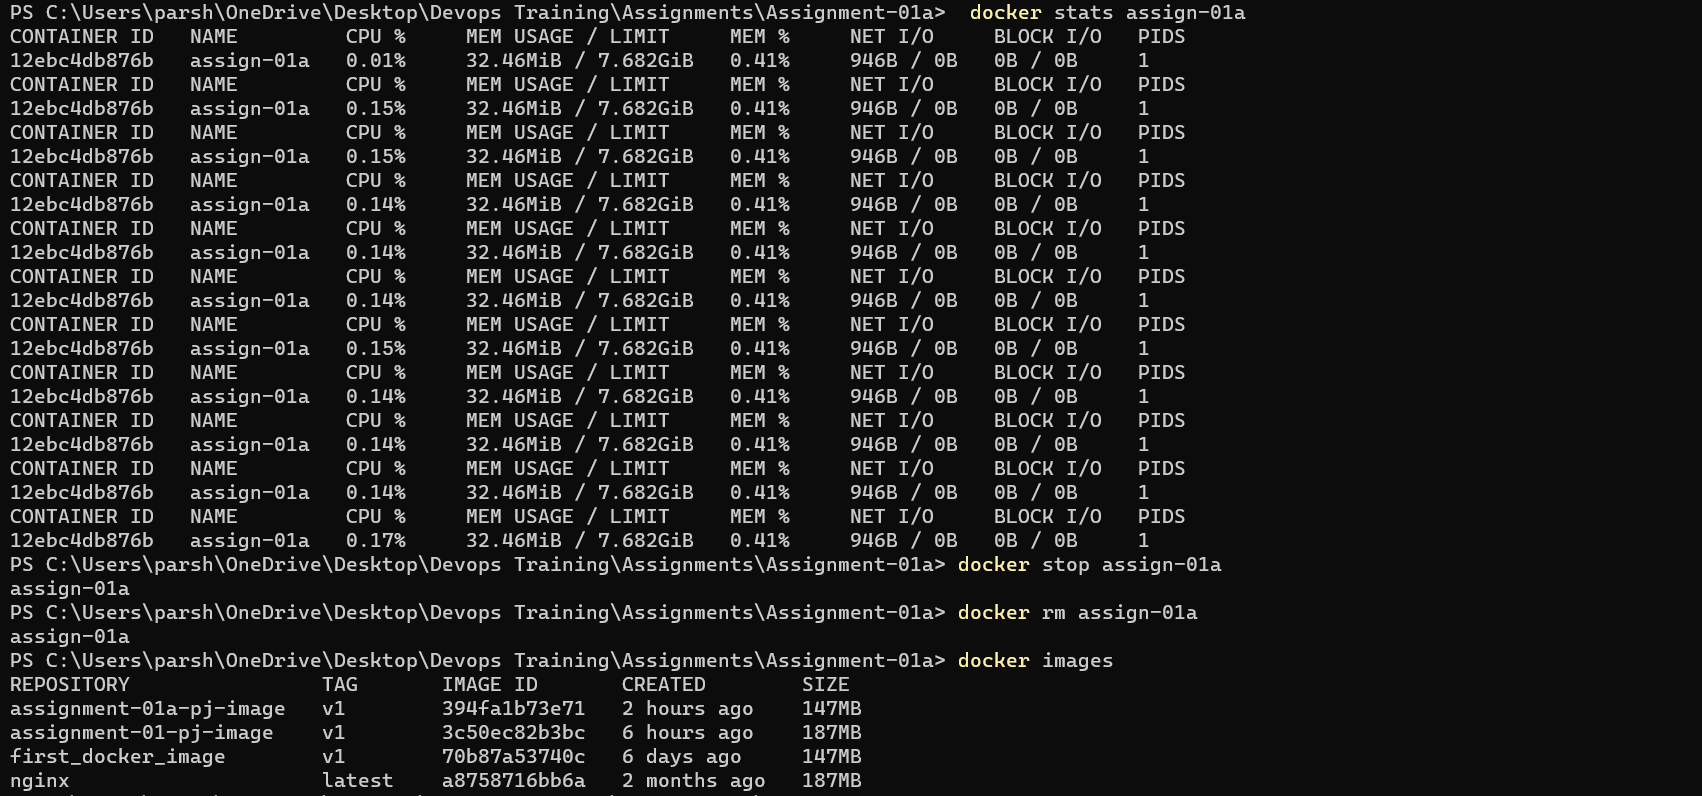 PS C:\Users\parsh\OneDrive\Desktop\Devops Training\Assignments\Assignment-01a>  docker stats assign-01a
CONTAINER ID   NAME         CPU %     MEM USAGE / LIMIT     MEM %     NET I/O     BLOCK I/O   PIDS
12ebc4db876b   assign-01a   0.01%     32.46MiB / 7.682GiB   0.41%     946B / 0B   0B / 0B     1
CONTAINER ID   NAME         CPU %     MEM USAGE / LIMIT     MEM %     NET I/O     BLOCK I/O   PIDS
12ebc4db876b   assign-01a   0.15%     32.46MiB / 7.682GiB   0.41%     946B / 0B   0B / 0B     1
CONTAINER ID   NAME         CPU %     MEM USAGE / LIMIT     MEM %     NET I/O     BLOCK I/O   PIDS
12ebc4db876b   assign-01a   0.15%     32.46MiB / 7.682GiB   0.41%     946B / 0B   0B / 0B     1
CONTAINER ID   NAME         CPU %     MEM USAGE / LIMIT     MEM %     NET I/O     BLOCK I/O   PIDS
12ebc4db876b   assign-01a   0.14%     32.46MiB / 7.682GiB   0.41%     946B / 0B   0B / 0B     1
CONTAINER ID   NAME         CPU %     MEM USAGE / LIMIT     MEM %     NET I/O     BLOCK I/O   PIDS
12ebc4db876b   assign-01a   0.14%     32.46MiB / 7.682GiB   0.41%     946B / 0B   0B / 0B     1
CONTAINER ID   NAME         CPU %     MEM USAGE / LIMIT     MEM %     NET I/O     BLOCK I/O   PIDS
12ebc4db876b   assign-01a   0.14%     32.46MiB / 7.682GiB   0.41%     946B / 0B   0B / 0B     1
CONTAINER ID   NAME         CPU %     MEM USAGE / LIMIT     MEM %     NET I/O     BLOCK I/O   PIDS
12ebc4db876b   assign-01a   0.15%     32.46MiB / 7.682GiB   0.41%     946B / 0B   0B / 0B     1
CONTAINER ID   NAME         CPU %     MEM USAGE / LIMIT     MEM %     NET I/O     BLOCK I/O   PIDS
12ebc4db876b   assign-01a   0.14%     32.46MiB / 7.682GiB   0.41%     946B / 0B   0B / 0B     1
CONTAINER ID   NAME         CPU %     MEM USAGE / LIMIT     MEM %     NET I/O     BLOCK I/O   PIDS
12ebc4db876b   assign-01a   0.14%     32.46MiB / 7.682GiB   0.41%     946B / 0B   0B / 0B     1
CONTAINER ID   NAME         CPU %     MEM USAGE / LIMIT     MEM %     NET I/O     BLOCK I/O   PIDS
12ebc4db876b   assign-01a   0.14%     32.46MiB / 7.682GiB   0.41%     946B / 0B   0B / 0B     1
CONTAINER ID   NAME         CPU %     MEM USAGE / LIMIT     MEM %     NET I/O     BLOCK I/O   PIDS
12ebc4db876b   assign-01a   0.17%     32.46MiB / 7.682GiB   0.41%     946B / 0B   0B / 0B     1
PS C:\Users\parsh\OneDrive\Desktop\Devops Training\Assignments\Assignment-01a> docker stop assign-01a
assign-01a
PS C:\Users\parsh\OneDrive\Desktop\Devops Training\Assignments\Assignment-01a> docker rm assign-01a
assign-01a
PS C:\Users\parsh\OneDrive\Desktop\Devops Training\Assignments\Assignment-01a> docker images
REPOSITORY                TAG       IMAGE ID       CREATED        SIZE
assignment-01a-pj-image   v1        394fa1b73e71   2 hours ago    147MB
assignment-01-pj-image    v1        3c50ec82b3bc   6 hours ago    187MB
first_docker_image        v1        70b87a53740c   6 days ago     147MB
nginx                     latest    a8758716bb6a   2 months ago   187MB